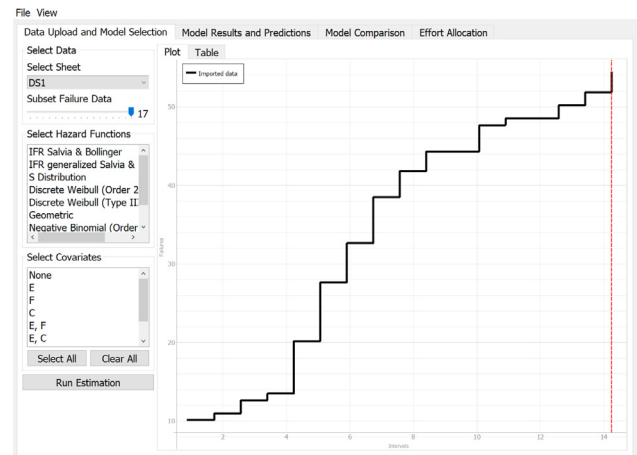 File View
Data Upload and Model Selection Model Results and Predictions Model Comparison Effort Allocation
Select Data
Select Sheet
DS1
Subset Failure Data
17
Select Hazard Functions
IFR Salvia & Bollinger
IFR generalized Salvia &
S Distribution
Discrete Weibull (Order 2
Discrete Weibull (Type II
Geometric
Negative Binomial (Order
Select Covariates
None
E
F
C
E, F
E, C
Select All Clear All
Run Estimation
Plot Table
Imported data
50
40
30
20
10
Failures
2 4 6 8 10 12 14
Intervals